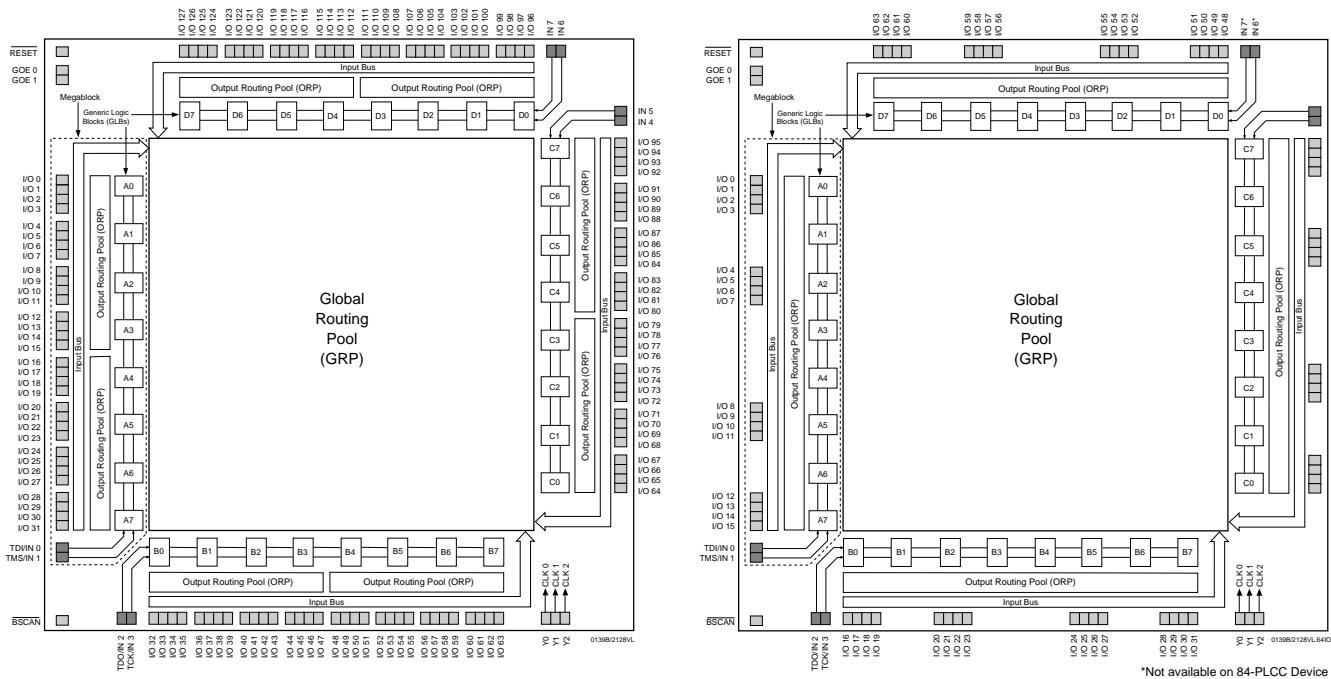 I/O 127
I/O 126
I/O 125
I/O 124
I/O 123
I/O 122
I/O 121
I/O 120
I/O 119
I/O 118
I/O 117
I/O 116
I/O 115
I/O 114
I/O 113
I/O 112
I/O 111
I/O 110
I/O 109
I/O 108
I/O 107
I/O 106
I/O 105
I/O 104
I/O 103
I/O 102
I/O 101
I/O 100
I/O 99
I/O 98
I/O 97
I/O 96
IN 7
IN 6
RESET
GOE 0
GOE 1
Input Bus
Output Routing Pool (ORP)
Output Routing Pool (ORP)
Megablock
Generic Logic
Blocks (GLBs)
D7
D6
D5
D4
D3
D2
D1
D0
IN 5
IN 4
I/O 0
I/O 1
I/O 2
I/O 3
I/O 4
I/O 5
I/O 6
I/O 7
I/O 8
I/O 9
I/O 10
I/O 11
I/O 12
I/O 13
I/O 14
I/O 15
I/O 16
I/O 17
I/O 18
I/O 19
I/O 20
I/O 21
I/O 22
I/O 23
I/O 24
I/O 25
I/O 26
I/O 27
I/O 28
I/O 29
I/O 30
I/O 31
TDI/IN 0
TMS/IN 1
Input Bus
Output Routing Pool (ORP)
Output Routing Pool (ORP)
A0
A1
A2
A3
A4
A5
A6
A7
Global
Routing
Pool
(GRP)
C7
C6
C5
C4
C3
C2
C1
C0
Output Routing Pool (ORP)
Output Routing Pool (ORP)
Input Bus
I/O 95
I/O 94
I/O 93
I/O 92
I/O 91
I/O 90
I/O 89
I/O 88
I/O 87
I/O 86
I/O 85
I/O 84
I/O 83
I/O 82
I/O 81
I/O 80
I/O 79
I/O 78
I/O 77
I/O 76
I/O 75
I/O 74
I/O 73
I/O 72
I/O 71
I/O 70
I/O 69
I/O 68
I/O 67
I/O 66
I/O 65
I/O 64
B0
B1
B2
B3
B4
B5
B6
B7
Output Routing Pool (ORP)
Output Routing Pool (ORP)
Input Bus
CLK 0
CLK 1
CLK 2
BSCAN
TDO/IN 2
TCK/IN 3
I/O 32
I/O 33
I/O 34
I/O 35
I/O 36
I/O 37
I/O 38
I/O 39
I/O 40
I/O 41
I/O 42
I/O 43
I/O 44
I/O 45
I/O 46
I/O 47
I/O 48
I/O 49
I/O 50
I/O 51
I/O 52
I/O 53
I/O 54
I/O 55
I/O 56
I/O 57
I/O 58
I/O 59
I/O 60
I/O 61
I/O 62
I/O 63
Y0
Y1
Y2
0139B/2128VL
I/O 63
I/O 62
I/O 61
I/O 60
I/O 59
I/O 58
I/O 57
I/O 56
I/O 55
I/O 54
I/O 53
I/O 52
I/O 51
I/O 50
I/O 49
I/O 48
IN 7*
IN 6*
RESET
GOE 0
GOE 1
Input Bus
Output Routing Pool (ORP)
Megablock
Generic Logic
Blocks (GLBs)
D7
D6
D5
D4
D3
D2
D1
D0
I/O 0
I/O 1
I/O 2
I/O 3
I/O 4
I/O 5
I/O 6
I/O 7
I/O 8
I/O 9
I/O 10
I/O 11
I/O 12
I/O 13
I/O 14
I/O 15
TDI/IN 0
TMS/IN 1
Input Bus
Output Routing Pool (ORP)
A0
A1
A2
A3
A4
A5
A6
A7
Global
Routing
Pool
(GRP)
C7
C6
C5
C4
C3
C2
C1
C0
Output Routing Pool (ORP)
Input Bus
B0
B1
B2
B3
B4
B5
B6
B7
Output Routing Pool (ORP)
Input Bus
CLK 0
CLK 1
CLK 2
BSCAN
TDO/IN 2
TCK/IN 3
I/O 16
I/O 17
I/O 18
I/O 19
I/O 20
I/O 21
I/O 22
I/O 23
I/O 24
I/O 25
I/O 26
I/O 27
I/O 28
I/O 29
I/O 30
I/O 31
Y0
Y1
Y2
0139B/2128VL.64IO
*Not available on 84-PLCC Device